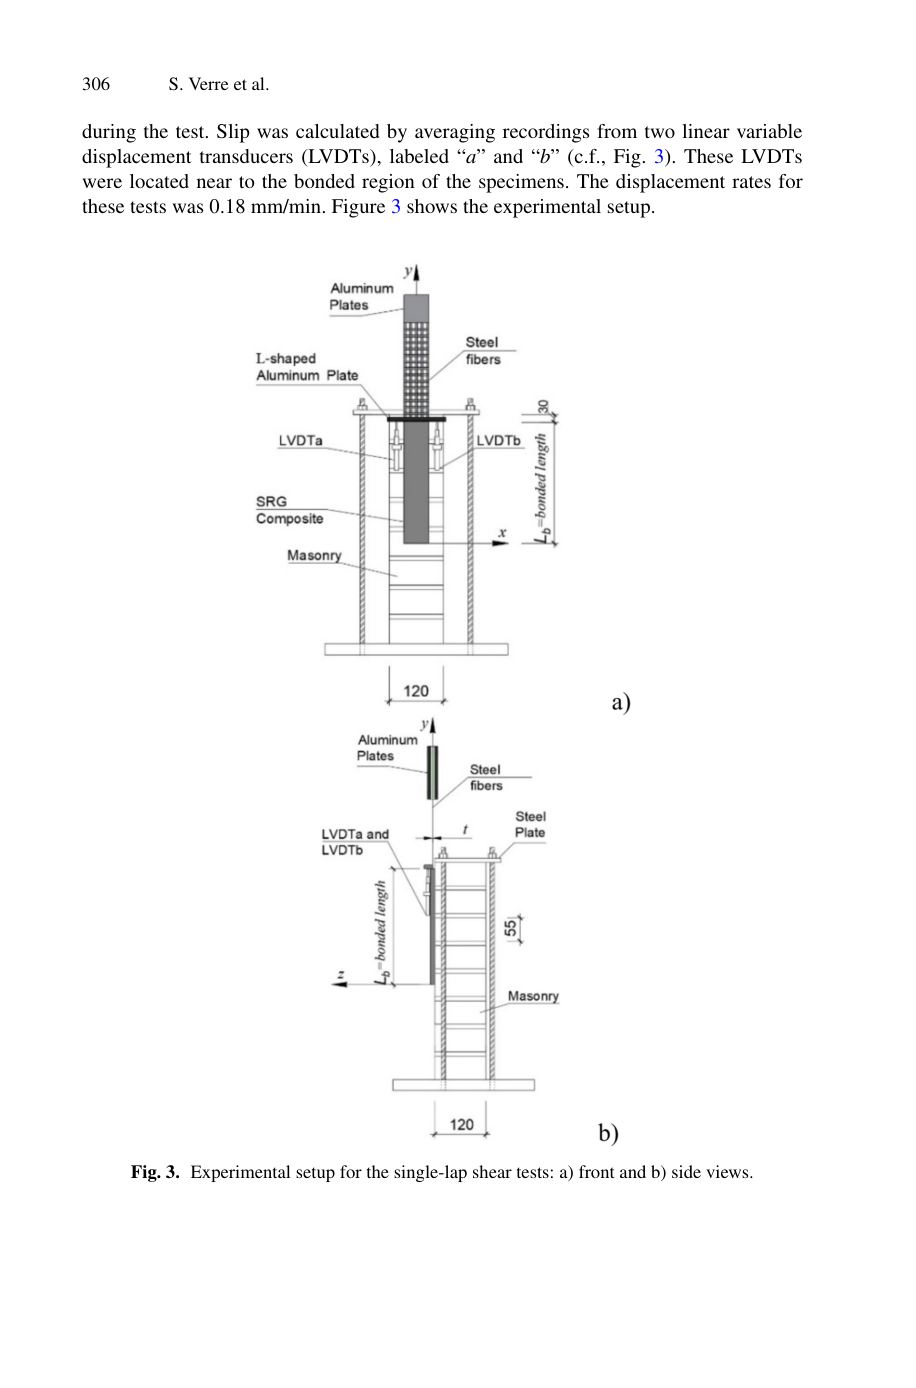 306 S. Verre et al.
during the test. Slip was calculated by averaging recordings from two linear variable
displacement transducers (LVDTs), labeled “a” and “b” (c.f., Fig. 3). These LVDTs
were located near to the bonded region of the specimens. The displacement rates for
these tests was 0.18 mm/min. Figure 3 shows the experimental setup.
y
Aluminum
Plates
Steel
fibers
L-shaped
Aluminum Plate
30
LVDTa
LVDTb
Lb=bonded length
SRG
Composite
x
Masonry
120
a)
y
Aluminum
Plates
Steel
fibers
Steel
Plate
t
LVDTa and
LVDTb
Lb=bonded length
55
z
Masonry
120
b)
Fig. 3. Experimental setup for the single-lap shear tests: a) front and b) side views.